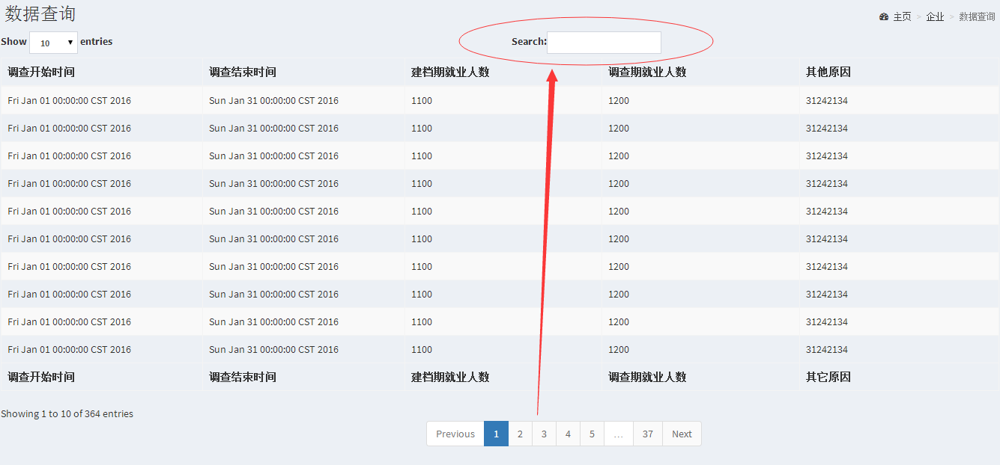 数据查询
主页 > 企业 > 数据查询
Show 10 entries Search:
调查开始时间 调查结束时间 建档期就业人数 调查期就业人数 其他原因
Fri Jan 01 00:00:00 CST 2016 Sun Jan 31 00:00:00 CST 2016 1100 1200 31242134
Fri Jan 01 00:00:00 CST 2016 Sun Jan 31 00:00:00 CST 2016 1100 1200 31242134
Fri Jan 01 00:00:00 CST 2016 Sun Jan 31 00:00:00 CST 2016 1100 1200 31242134
Fri Jan 01 00:00:00 CST 2016 Sun Jan 31 00:00:00 CST 2016 1100 1200 31242134
Fri Jan 01 00:00:00 CST 2016 Sun Jan 31 00:00:00 CST 2016 1100 1200 31242134
Fri Jan 01 00:00:00 CST 2016 Sun Jan 31 00:00:00 CST 2016 1100 1200 31242134
Fri Jan 01 00:00:00 CST 2016 Sun Jan 31 00:00:00 CST 2016 1100 1200 31242134
Fri Jan 01 00:00:00 CST 2016 Sun Jan 31 00:00:00 CST 2016 1100 1200 31242134
Fri Jan 01 00:00:00 CST 2016 Sun Jan 31 00:00:00 CST 2016 1100 1200 31242134
Fri Jan 01 00:00:00 CST 2016 Sun Jan 31 00:00:00 CST 2016 1100 1200 31242134
调查开始时间 调查结束时间 建档期就业人数 调查期就业人数 其它原因
Showing 1 to 10 of 364 entries
Previous 1 2 3 4 5 … 37 Next